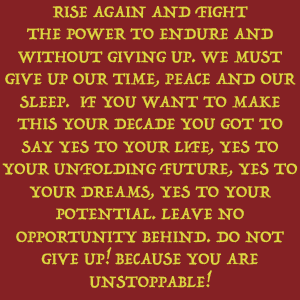 RISE AGAIN AND FIGHT
THE POWER TO ENDURE AND
WITHOUT GIVING UP. WE MUST
GIVE UP OUR TIME, PEACE AND OUR
SLEEP. IF YOU WANT TO MAKE
THIS YOUR DECADE YOU GOT TO
SAY YES TO YOUR LIFE, YES TO
YOUR UNFOLDING FUTURE, YES TO
YOUR DREAMS, YES TO YOUR
POTENTIAL. LEAVE NO
OPPORTUNITY BEHIND. DO NOT
GIVE UP! BECAUSE YOU ARE
UNSTOPPABLE!